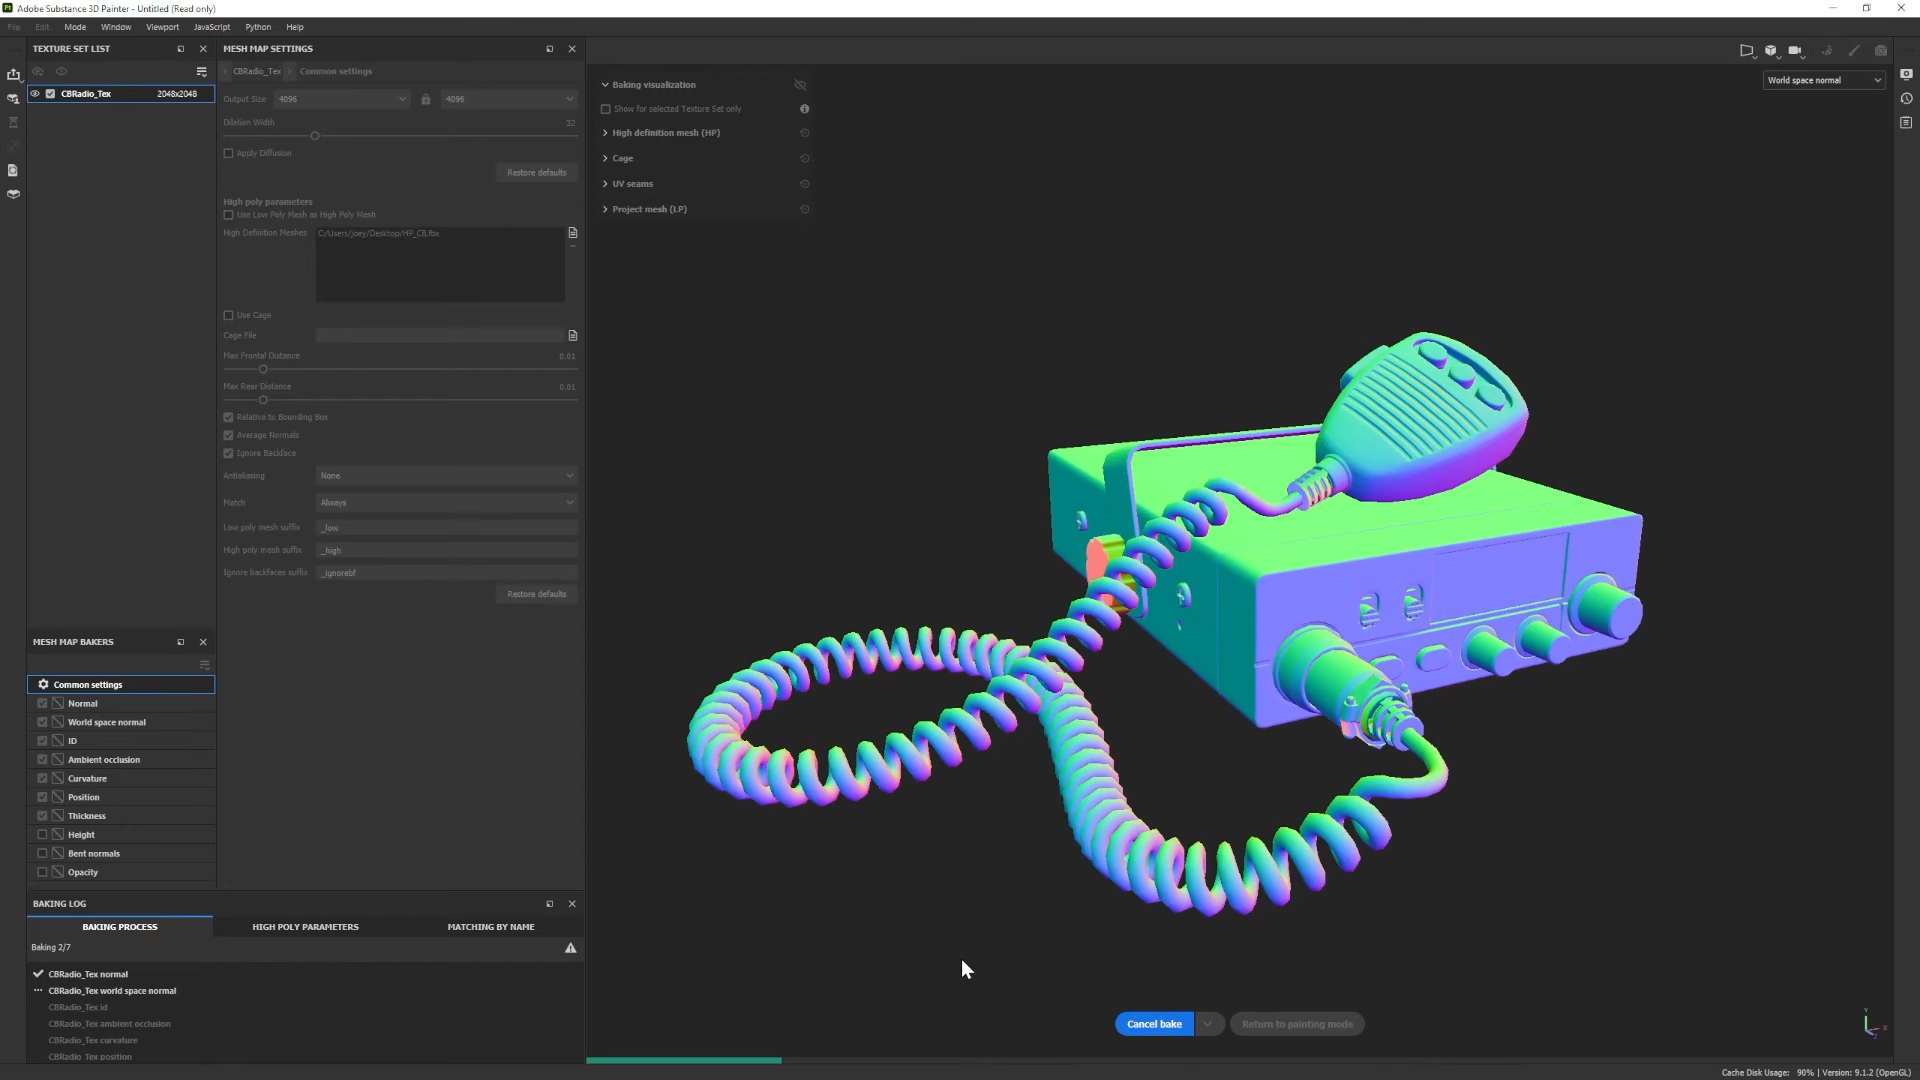 Adobe Substance 3D Painter - Untitled (Read only)
File Edit Mode Window Viewport JavaScript Python Help
TEXTURE SET LIST
CBRadio_Tex 2048x2048
MESH MAP SETTINGS
CBRadio_Tex > Common settings
Output Size 4096 4096
Dilation Width 32
Apply Diffusion
Restore defaults
High poly parameters
Use Low Poly Mesh as High Poly Mesh
High Definition Meshes C:/Users/joey/Desktop/HP_CB.fbx
Use Cage
Cage File
Max Frontal Distance 0.01
Max Rear Distance 0.01
Relative to Bounding Box
Average Normals
Ignore Backface
Antialiasing None
Match Always
Low poly mesh suffix _low
High poly mesh suffix _high
Ignore backfaces suffix _ignorebf
Restore defaults
MESH MAP BAKERS
Common settings
Normal
World space normal
ID
Ambient occlusion
Curvature
Position
Thickness
Height
Bent normals
Opacity
BAKING LOG
BAKING PROCESS HIGH POLY PARAMETERS MATCHING BY NAME
Baking 2/7
CBRadio_Tex normal
CBRadio_Tex world space normal
CBRadio_Tex id
CBRadio_Tex ambient occlusion
CBRadio_Tex curvature
CBRadio_Tex position
Baking visualization
Show for selected Texture Set only
High definition mesh (HP)
Cage
UV seams
Project mesh (LP)
World space normal
Cancel bake
Return to painting mode
Cache Disk Usage: 90% | Version: 9.1.2 (OpenGL)